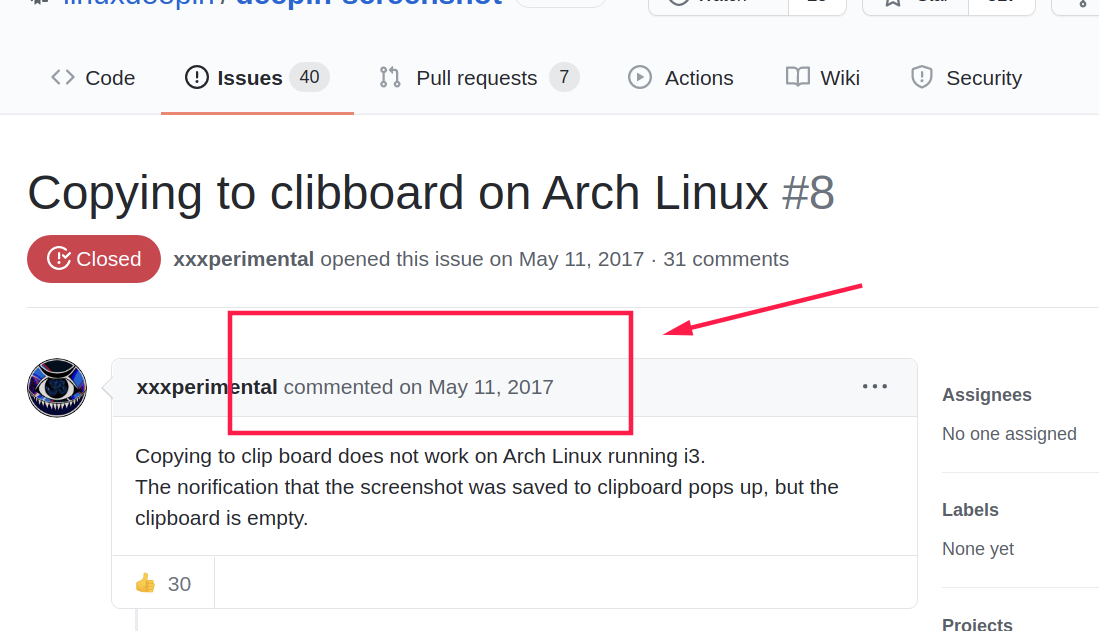 linuxdeepin / deepin-screenshot
Code
Issues 40
Pull requests 7
Actions
Wiki
Security
Copying to clibboard on Arch Linux #8
Closed
xxxperimental opened this issue on May 11, 2017 · 31 comments
xxxperimental commented on May 11, 2017
Copying to clip board does not work on Arch Linux running i3.
The norification that the screenshot was saved to clipboard pops up, but the
clipboard is empty.
30
Assignees
No one assigned
Labels
None yet
Projects